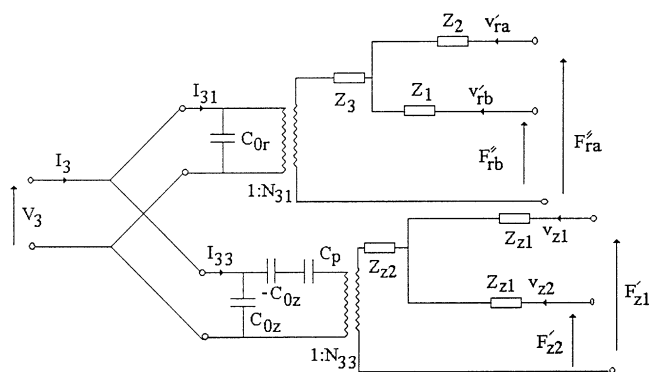 Z2 v′ra
I31
Z3
Z1 v′rb
C0r
F″ra
F″rb
I3
1:N31
V3
I33
Cp
-C0z
C0z
Zz2
Zz1 vz1
Zz1 vz2
F′z1
F′z2
1:N33